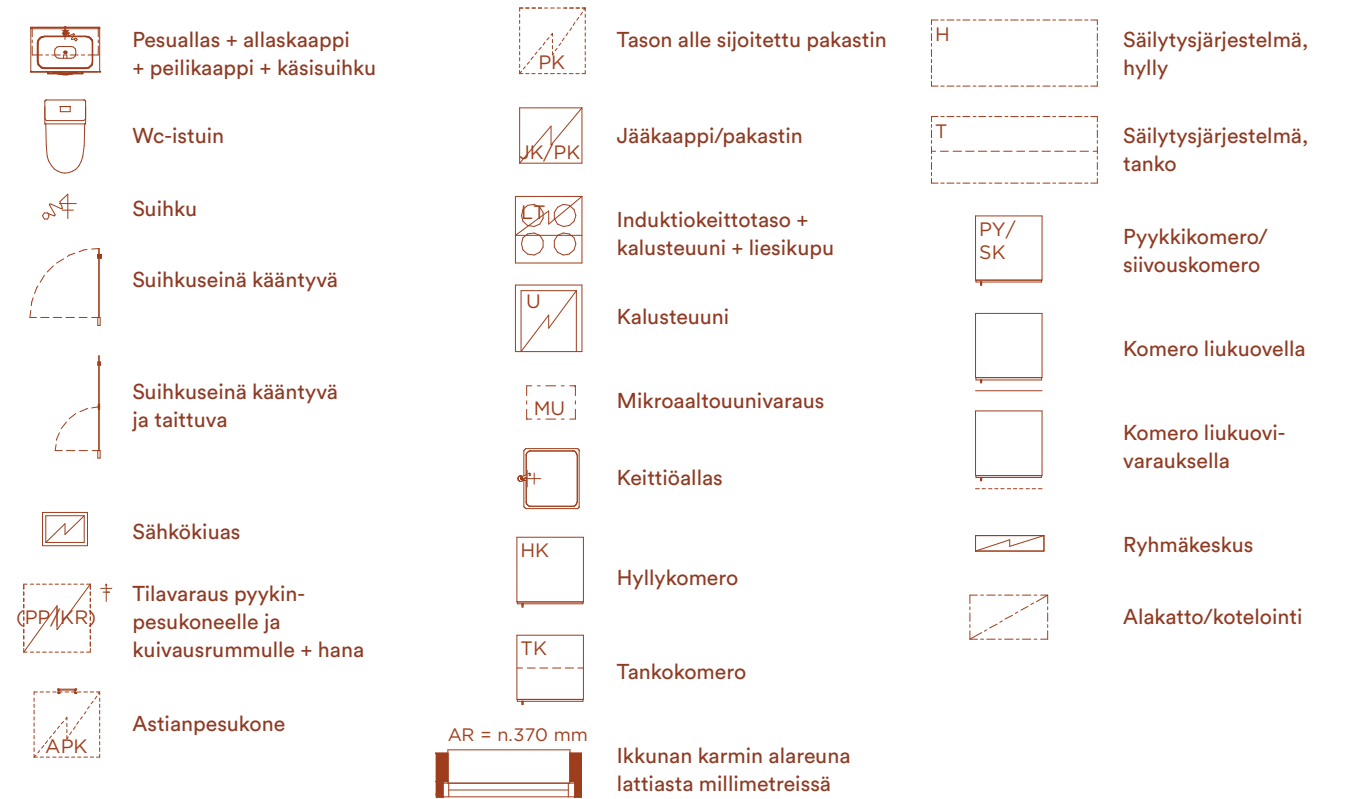 Pesuallas + allaskaappi
+ peilikaappi + käsisuihku
Wc-istuin
Suihku
Suihkuseinä kääntyvä
Suihkuseinä kääntyvä
ja taittuva
Sähkökiuas
(PP/KR)
Tilavaraus pyykin-
pesukoneelle ja
kuivausrummulle + hana
APK
Astianpesukone
PK
Tason alle sijoitettu pakastin
JK/PK
Jääkaappi/pakastin
LT
Induktiokeittotaso +
kalusteuuni + liesikupu
U
Kalusteuuni
MU
Mikroaaltouunivaraus
Keittiöallas
HK
Hyllykomero
TK
Tankokomero
AR = n.370 mm
Ikkunan karmin alareuna
lattiasta millimetreissä
H
Säilytysjärjestelmä,
hylly
T
Säilytysjärjestelmä,
tanko
PY/
SK
Pyykkikomero/
siivouskomero
Komero liukuovella
Komero liukuovi-
varauksella
Ryhmäkeskus
Alakatto/kotelointi